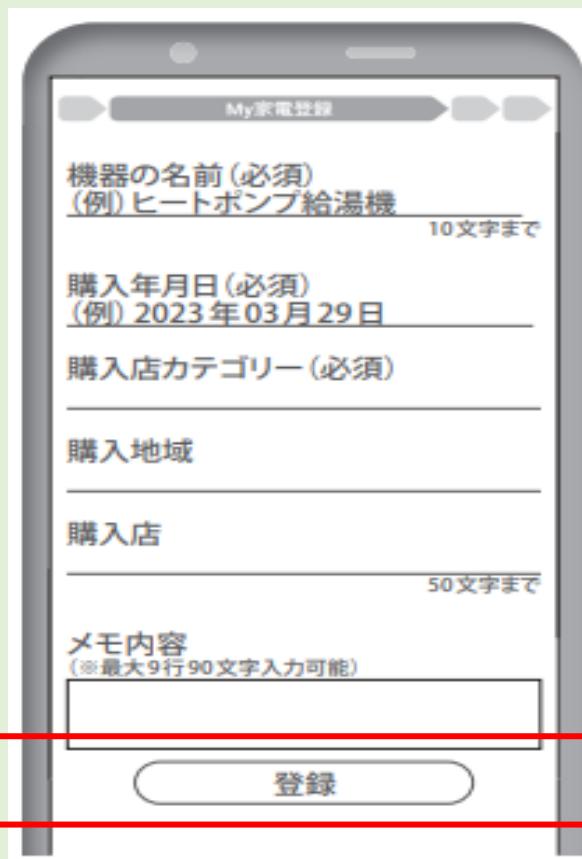 My家電登録
機器の名前(必須)
(例)ヒートポンプ給湯機
10文字まで
購入年月日(必須)
(例)2023年03月29日
購入店カテゴリー(必須)
購入地域
購入店
50文字まで
メモ内容
(※最大9行90文字入力可能)
登録